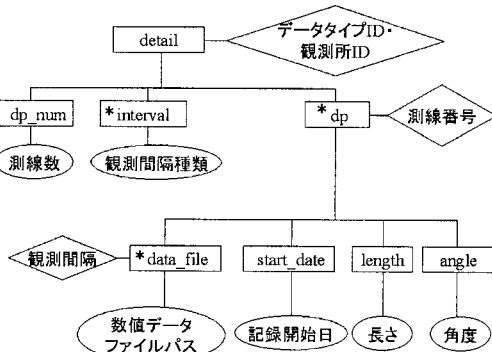 detail
データタイプID・
観測所ID
dp_num
*interval
*dp
測線番号
測線数
観測間隔種類
観測間隔
*data_file
start_date
length
angle
数値データ
ファイルパス
記録開始日
長さ
角度